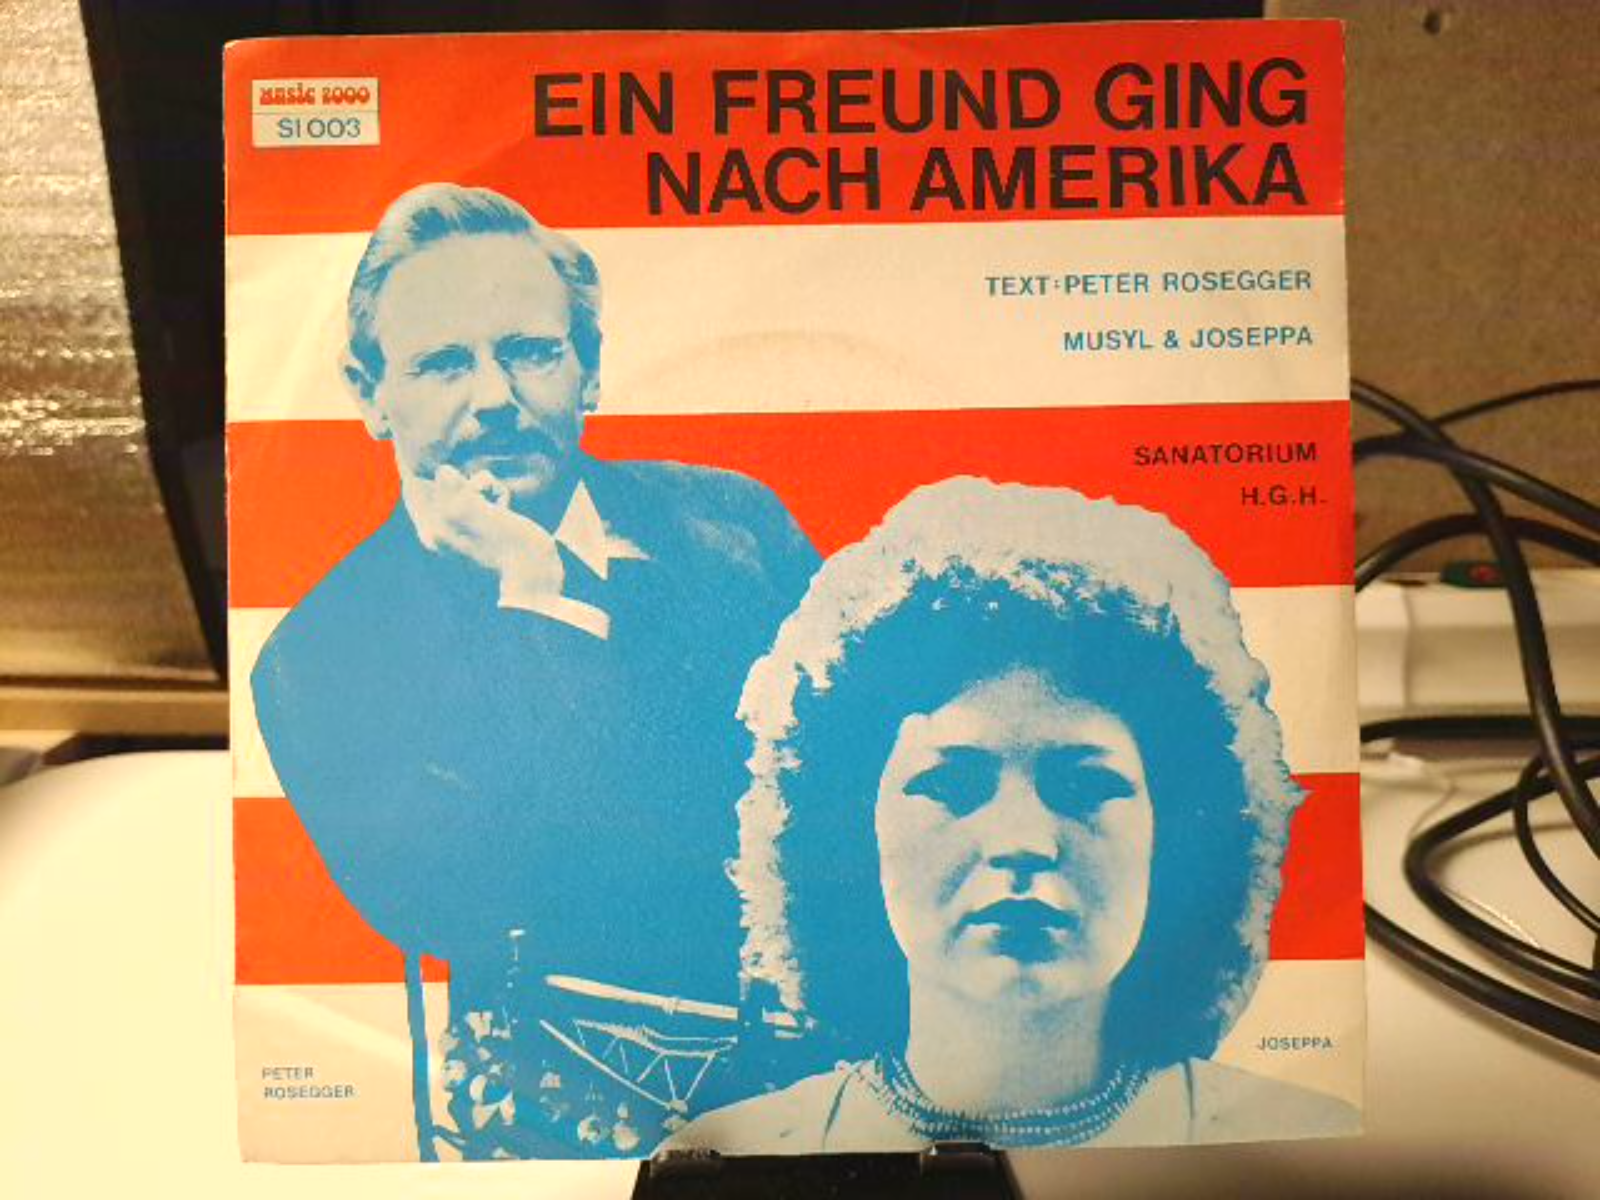 music 2000
SI 003
EIN FREUND GING
NACH AMERIKA
TEXT: PETER ROSEGGER
MUSYL & JOSEPPA
SANATORIUM
H.G.H.
JOSEPPA
PETER
ROSEGGER